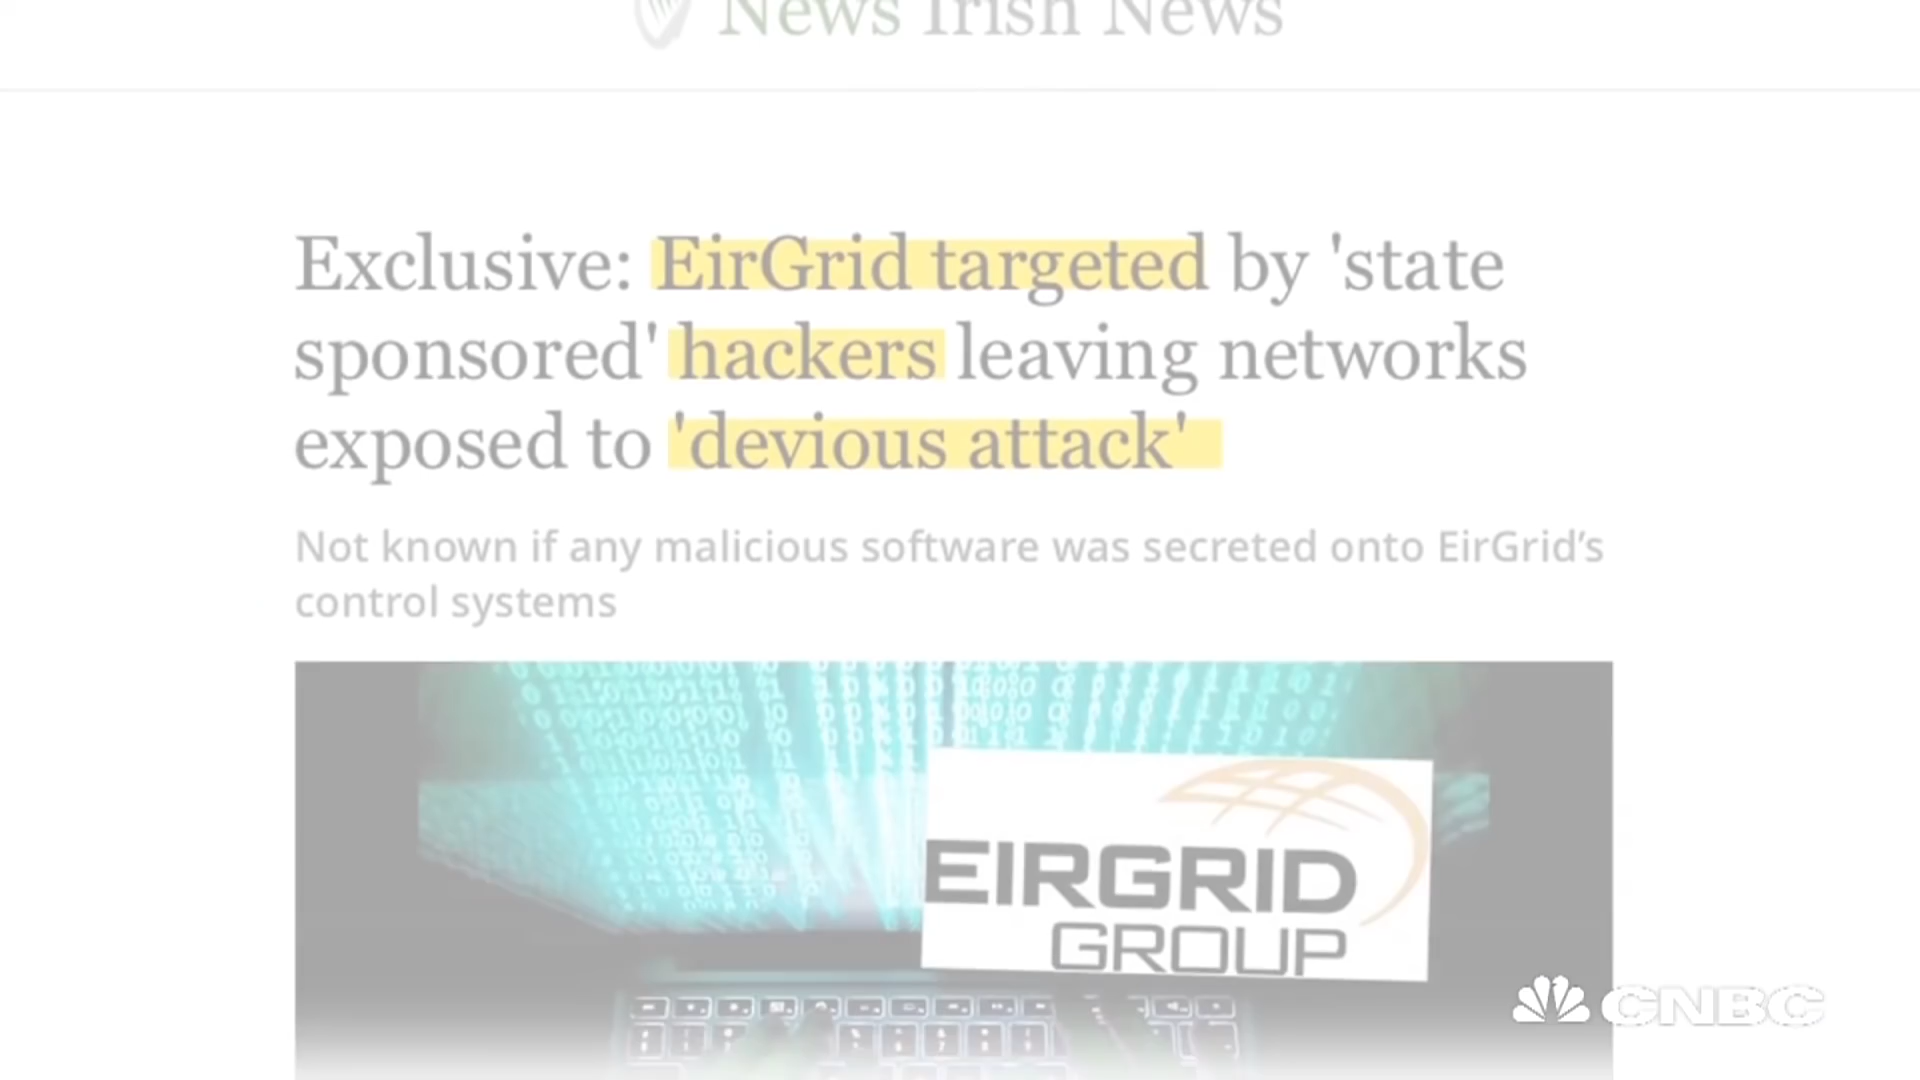 News Irish News
Exclusive: EirGrid targeted by 'state
sponsored' hackers leaving networks
exposed to 'devious attack'
Not known if any malicious software was secreted onto EirGrid’s
control systems
EIRGRID
GROUP
CNBC